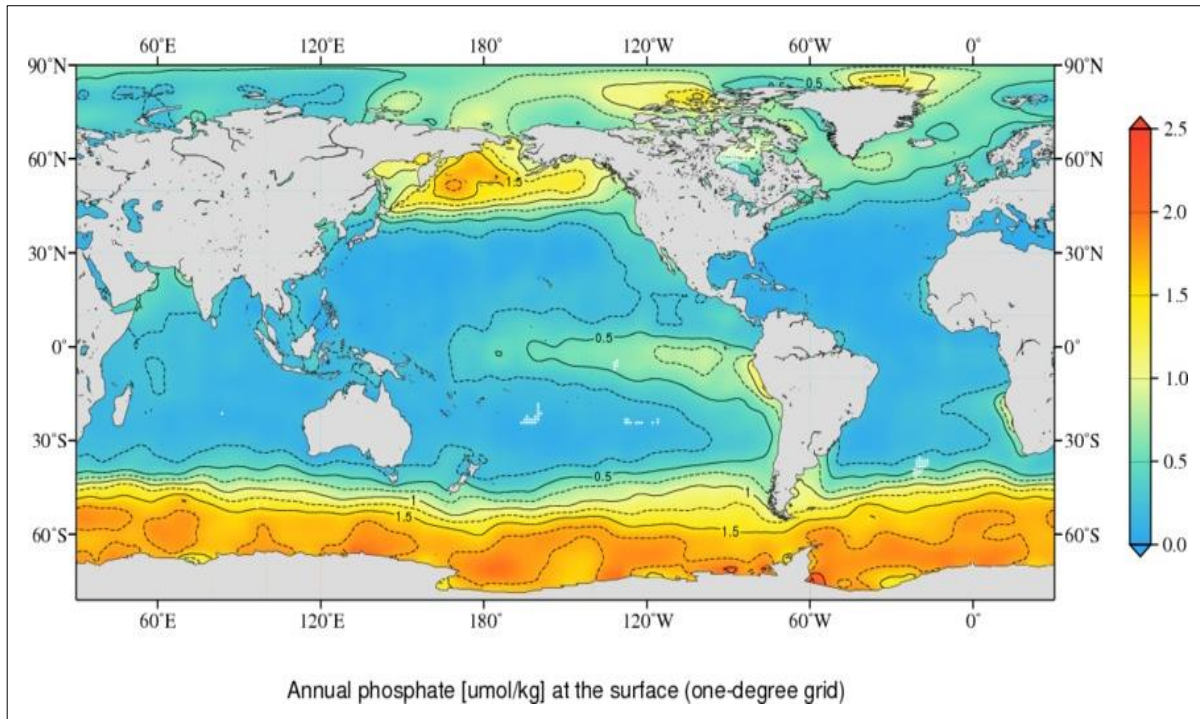 60˚E 120˚E 180˚ 120˚W 60˚W 0˚
90˚N 90˚N
0.5 1
2.5
60˚N 60˚N
1.5
2.0
30˚N 30˚N
1.5
0˚ 0.5 0˚
1.0
30˚S 30˚S
0.5
0.5
1 1
1.5 1.5
60˚S 60˚S
0.0
60˚E 120˚E 180˚ 120˚W 60˚W 0˚
Annual phosphate [umol/kg] at the surface (one-degree grid)